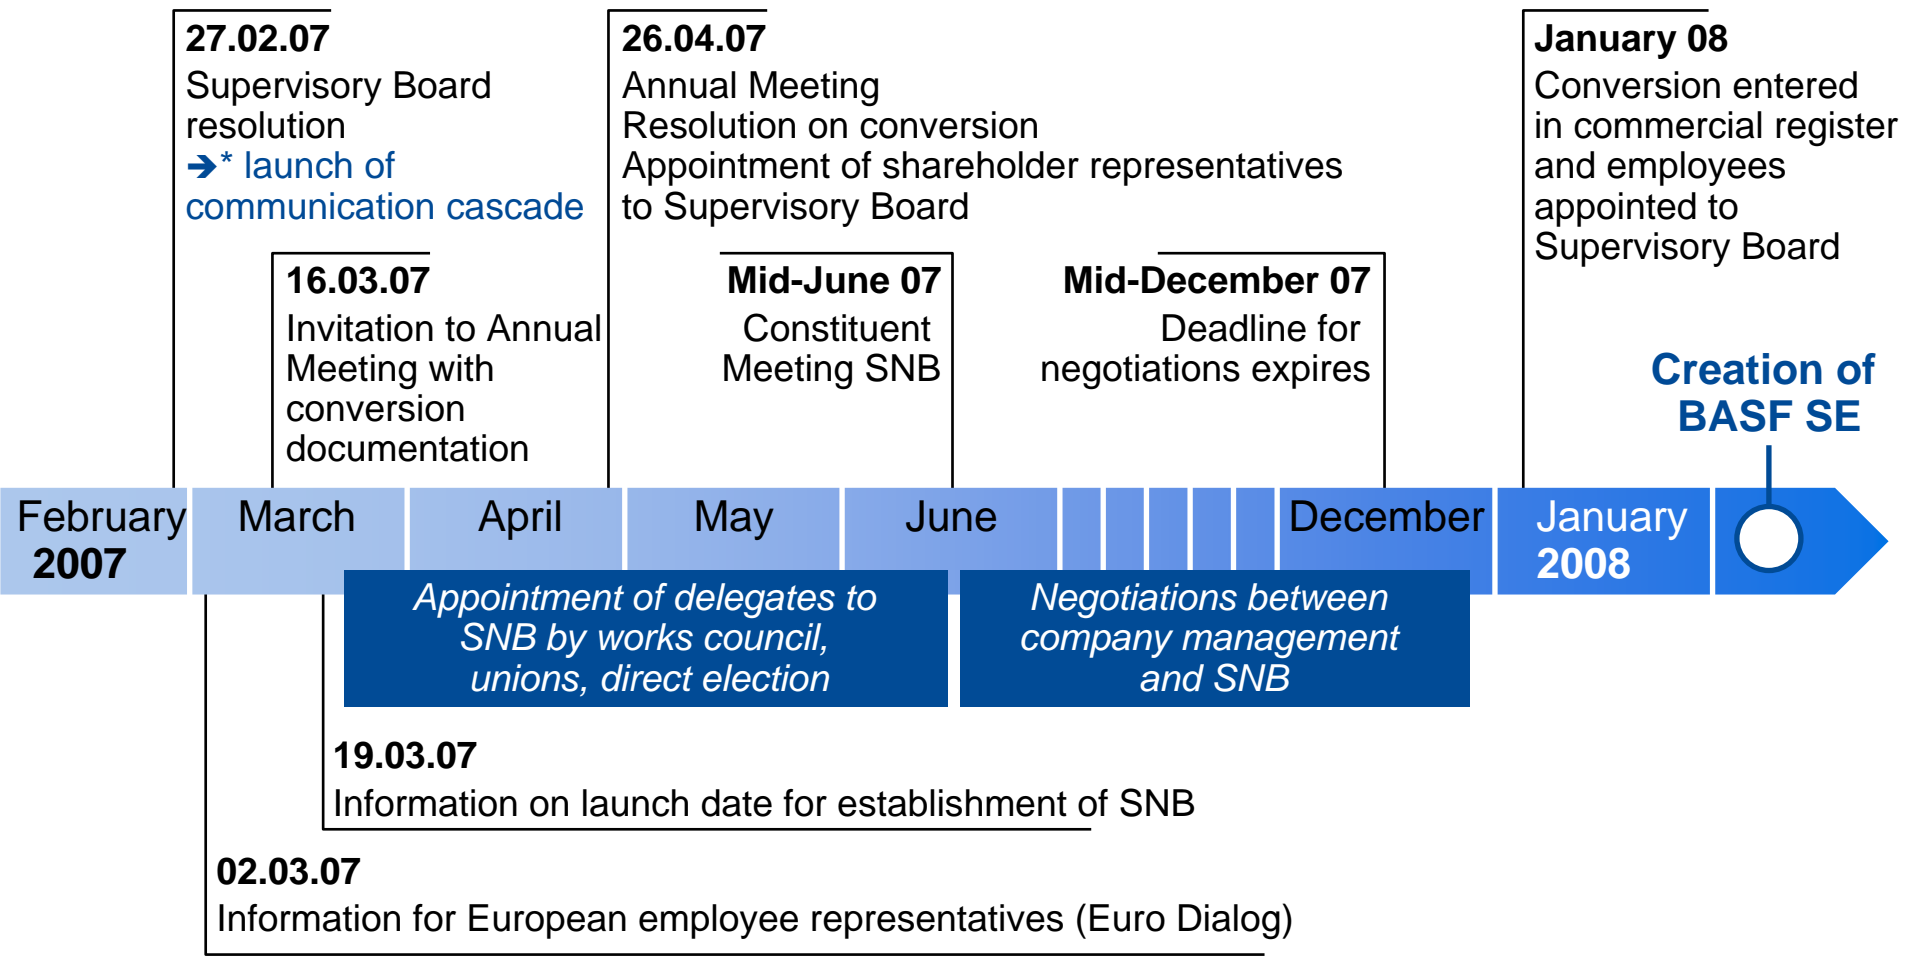 27.02.07
Supervisory Board
resolution
➔* launch of
communication cascade
26.04.07
Annual Meeting
Resolution on conversion
Appointment of shareholder representatives
to Supervisory Board
January 08
Conversion entered
in commercial register
and employees
appointed to
Supervisory Board
16.03.07
Invitation to Annual
Meeting with
conversion
documentation
Mid-June 07
Constituent
Meeting SNB
Mid-December 07
Deadline for
negotiations expires
Creation of
BASF SE
February
2007
March
April
May
June
December
January
2008
Appointment of delegates to
SNB by works council,
unions, direct election
Negotiations between
company management
and SNB
19.03.07
Information on launch date for establishment of SNB
02.03.07
Information for European employee representatives (Euro Dialog)